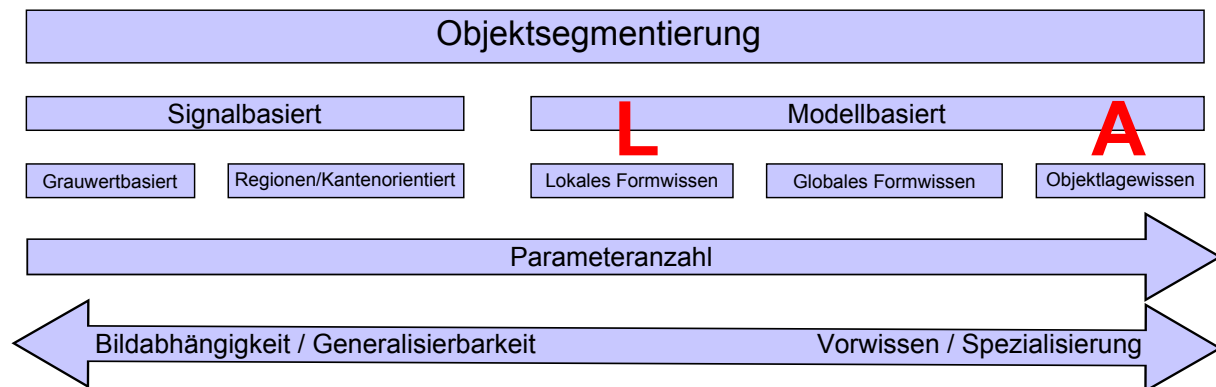 Objektsegmentierung
Signalbasiert
Modellbasiert
L
A
Grauwertbasiert
Regionen/Kantenorientiert
Lokales Formwissen
Globales Formwissen
Objektlagewissen
Parameteranzahl
Bildabhängigkeit / Generalisierbarkeit
Vorwissen / Spezialisierung